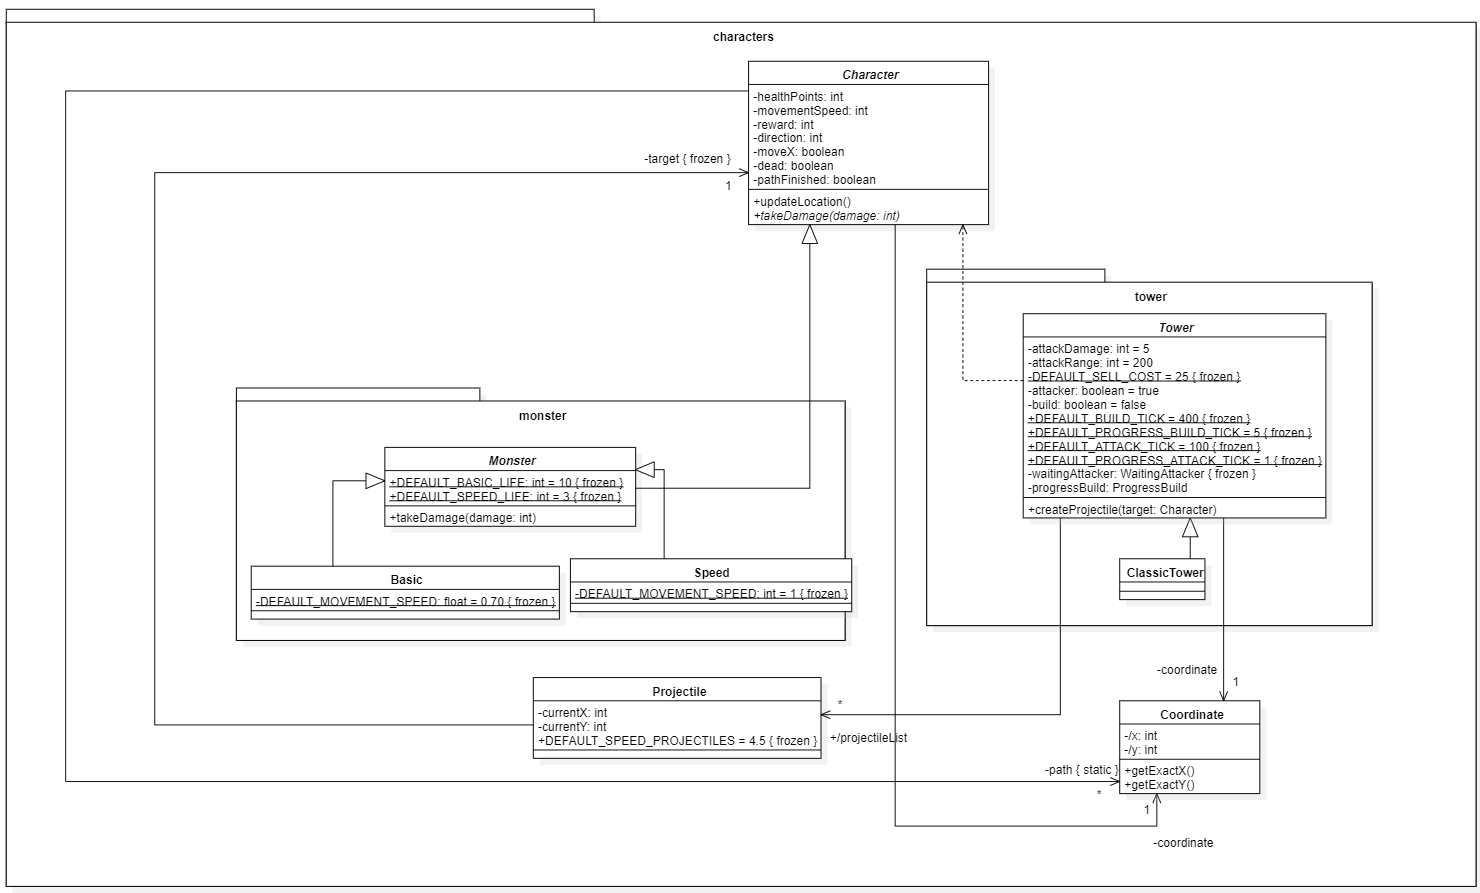 characters
Character
-healthPoints: int
-movementSpeed: int
-reward: int
-direction: int
-moveX: boolean
-dead: boolean
-pathFinished: boolean
+updateLocation()
+takeDamage(damage: int)
-target { frozen }
1
tower
Tower
-attackDamage: int = 5
-attackRange: int = 200
-DEFAULT_SELL_COST = 25 { frozen }
-attacker: boolean = true
-build: boolean = false
+DEFAULT_BUILD_TICK = 400 { frozen }
+DEFAULT_PROGRESS_BUILD_TICK = 5 { frozen }
+DEFAULT_ATTACK_TICK = 100 { frozen }
+DEFAULT_PROGRESS_ATTACK_TICK = 1 { frozen }
-waitingAttacker: WaitingAttacker { frozen }
-progressBuild: ProgressBuild
+createProjectile(target: Character)
ClassicTower
monster
Monster
+DEFAULT_BASIC_LIFE: int = 10 { frozen }
+DEFAULT_SPEED_LIFE: int = 3 { frozen }
+takeDamage(damage: int)
Basic
-DEFAULT_MOVEMENT_SPEED: float = 0.70 { frozen }
Speed
-DEFAULT_MOVEMENT_SPEED: int = 1 { frozen }
Projectile
-currentX: int
-currentY: int
+DEFAULT_SPEED_PROJECTILES = 4.5 { frozen }
*
+/projectileList
-coordinate
1
Coordinate
-/x: int
-/y: int
+getExactX()
+getExactY()
-path { static }
*
1
-coordinate